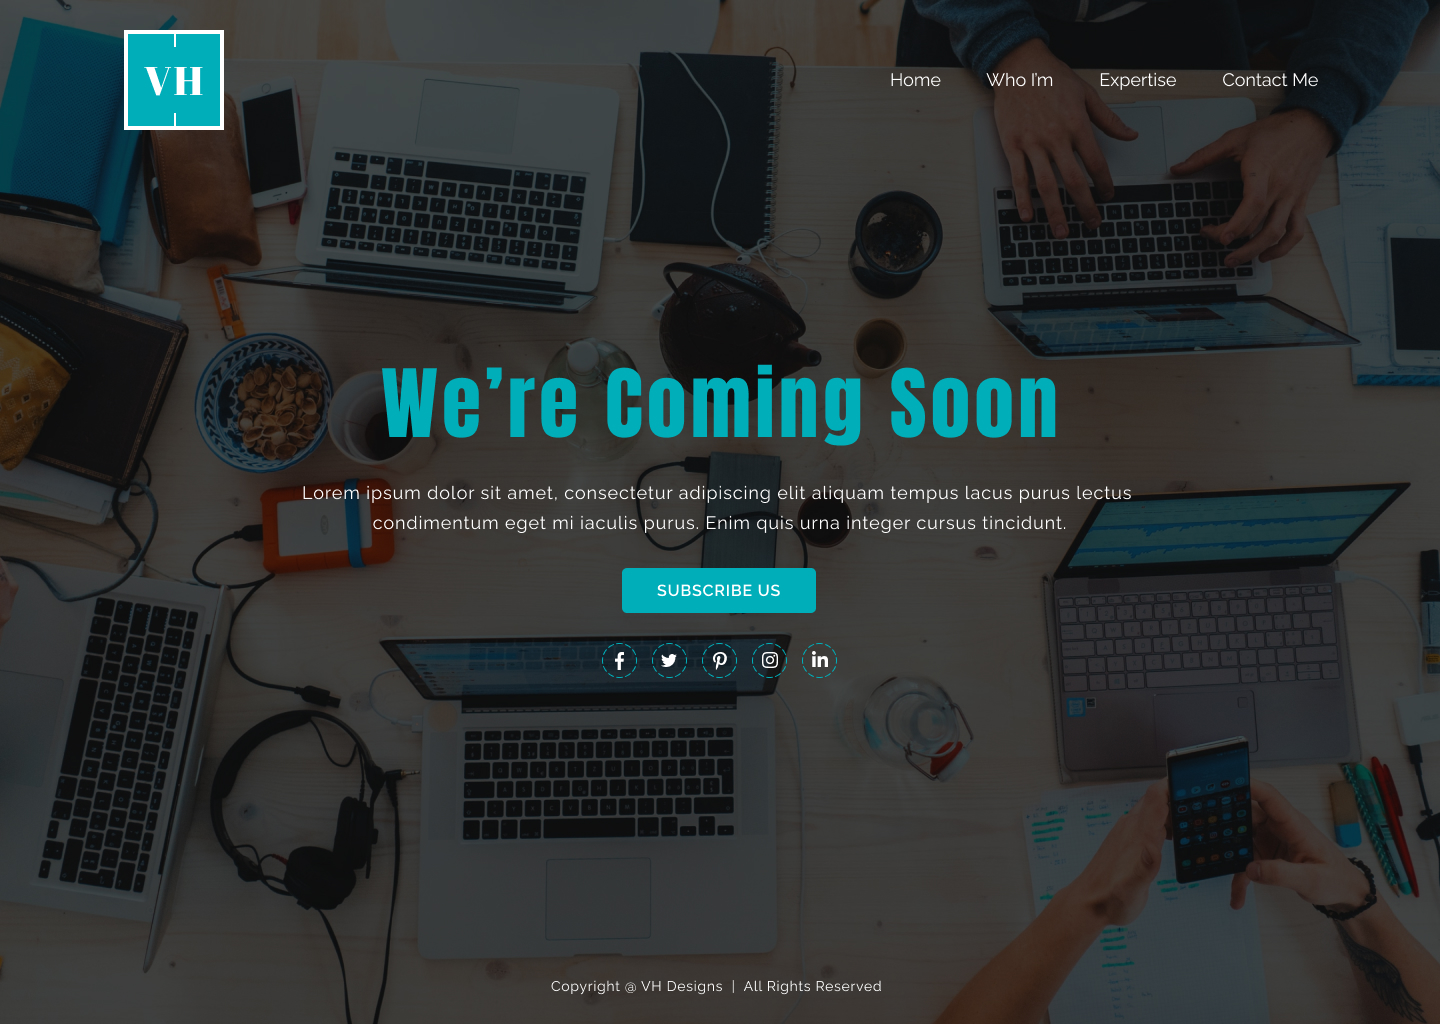 VH
Home
Who I'm
Expertise
Contact Me
We’re Coming Soon
Lorem ipsum dolor sit amet, consectetur adipiscing elit aliquam tempus lacus purus lectus
condimentum eget mi iaculis purus. Enim quis urna integer cursus tincidunt.
SUBSCRIBE US
Copyright @ VH Designs | All Rights Reserved